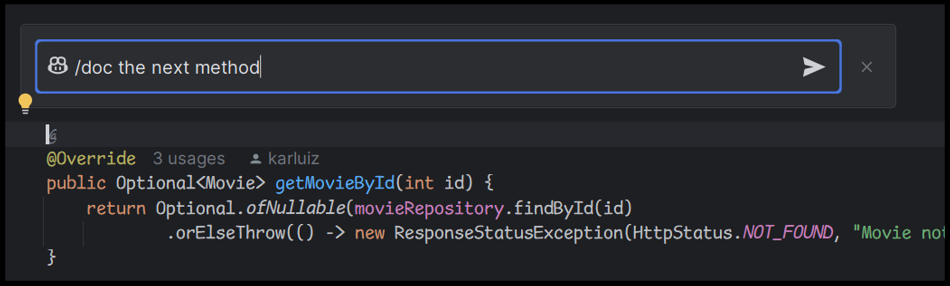 /doc the next method
@Override 3 usages karluiz
public Optional<Movie> getMovieById(int id) {
return Optional.ofNullable(movieRepository.findById(id)
.orElseThrow(() -> new ResponseStatusException(HttpStatus.NOT_FOUND, "Movie not
}